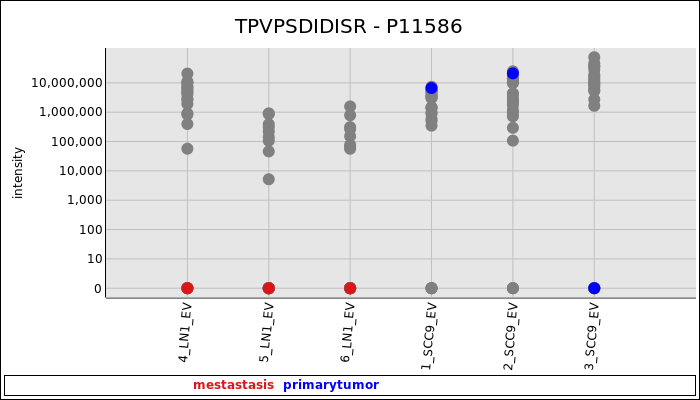 TPVPSDIDISR - P11586
10,000,000
1,000,000
100,000
10,000
1,000
100
10
0
intensity
4_LN1_EV
5_LN1_EV
6_LN1_EV
1_SCC9_EV
2_SCC9_EV
3_SCC9_EV
mestastasis primarytumor